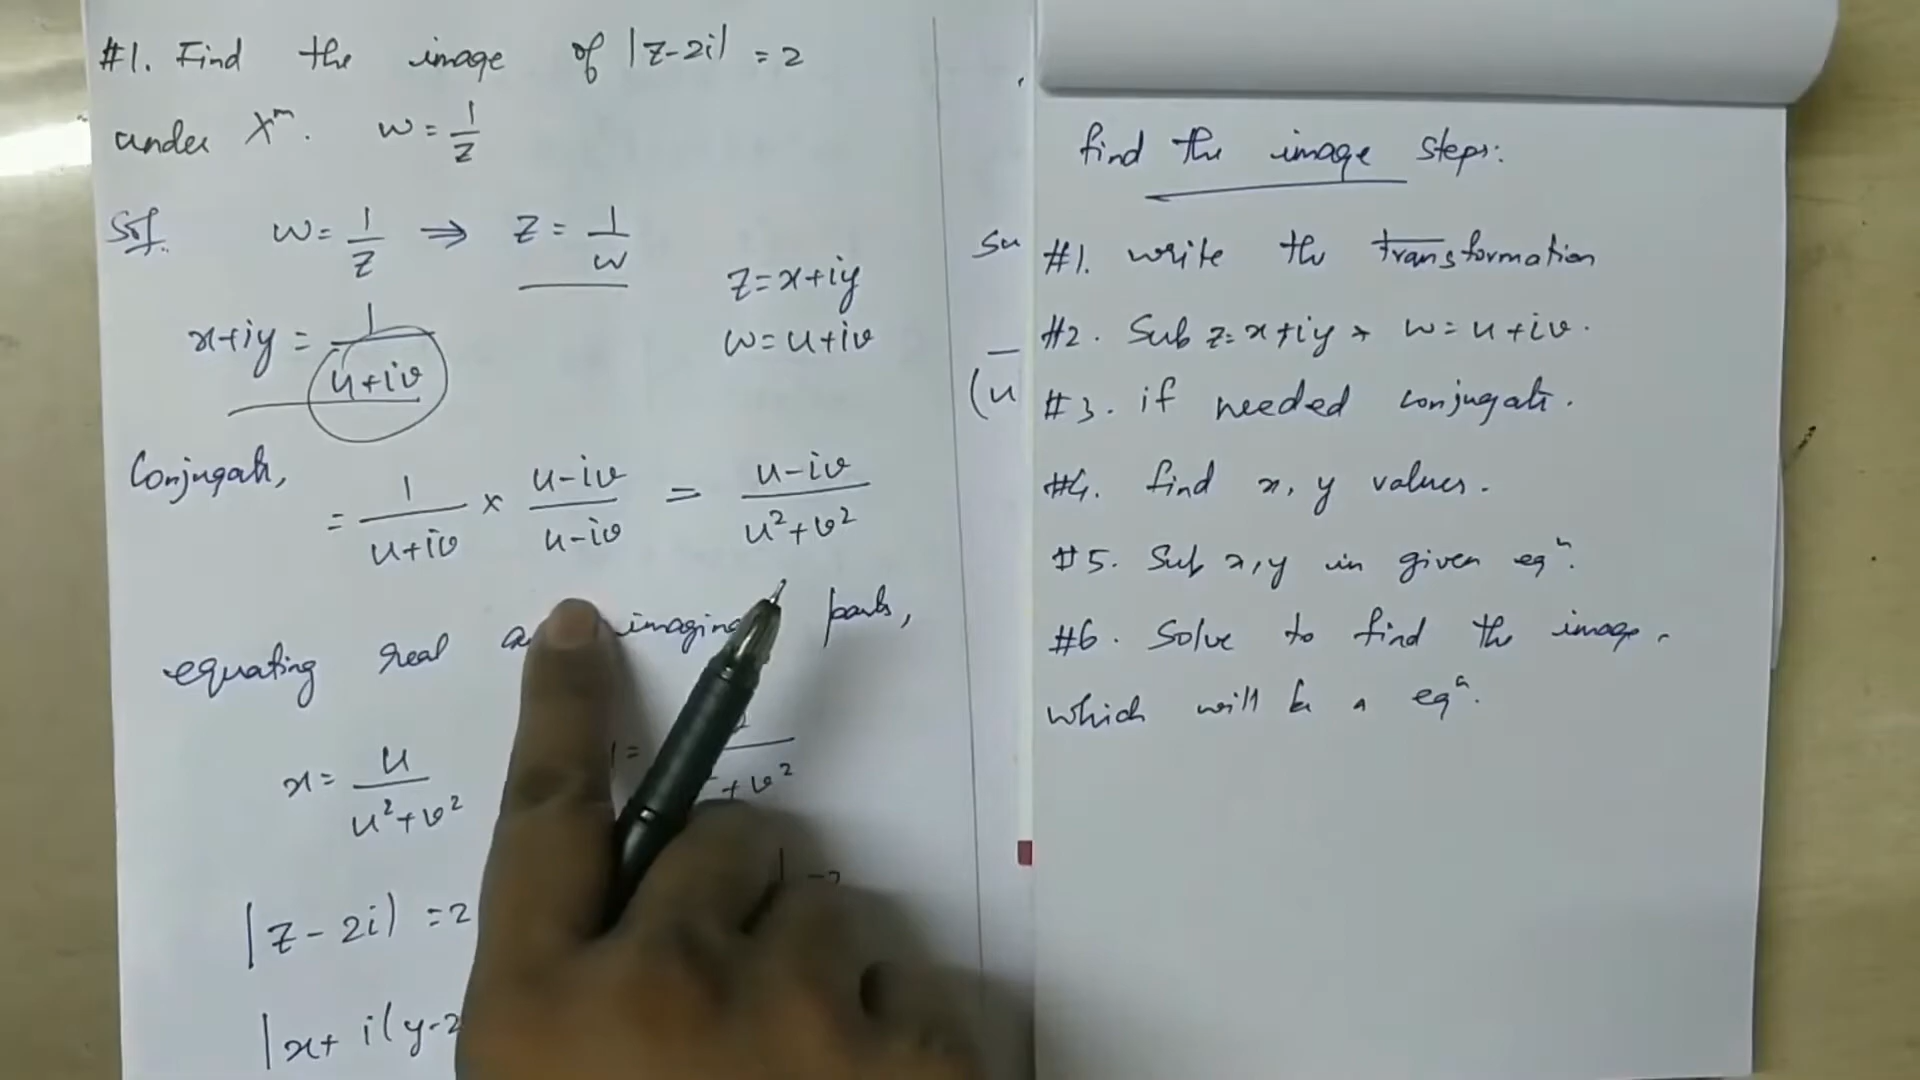 #1. Find the image of |z-2i| = 2
under Xᵐ. w = 1/z
Sol. w = 1/z ⇒ z = 1/w
z = x+iy
x+iy = 1/(u+iv)
w = u+iv
Conjugate,
= 1/(u+iv) × (u-iv)/(u-iv) = (u-iv)/(u²+v²)
equating real parts,
x = u/(u²+v²)
+v²
|z-2i| = 2
|x+ i(y-2
Su
(u
find the image steps:
#1. write the transformation
#2. Sub z = x+iy & w = u+iv.
#3. if needed conjugate.
#4. find x, y values.
#5. Sub x,y in given eqⁿ.
#6. Solve to find the image.
which will be a eqⁿ.